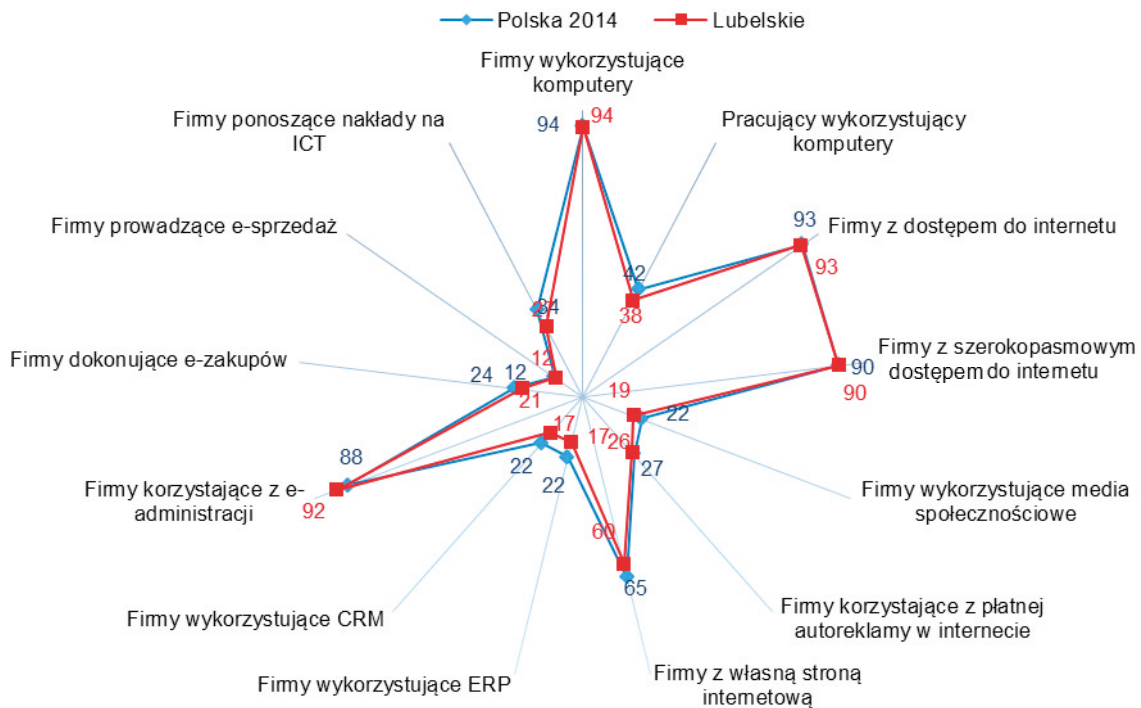 Polska 2014
Lubelskie
Firmy wykorzystujące
komputery
94
94
Pracujący wykorzystujący
komputery
42
38
Firmy z dostępem do internetu
93
93
Firmy z szerokopasmowym
dostępem do internetu
90
90
Firmy wykorzystujące media
społecznościowe
19
22
Firmy korzystające z płatnej
autoreklamy w internecie
26
27
Firmy z własną stroną
internetową
60
65
Firmy wykorzystujące ERP
17
22
Firmy wykorzystujące CRM
17
22
Firmy korzystające z e-
administracji
88
92
Firmy dokonujące e-zakupów
24
21
Firmy prowadzące e-sprzedaż
12
12
Firmy ponoszące nakłady na
ICT
34
27